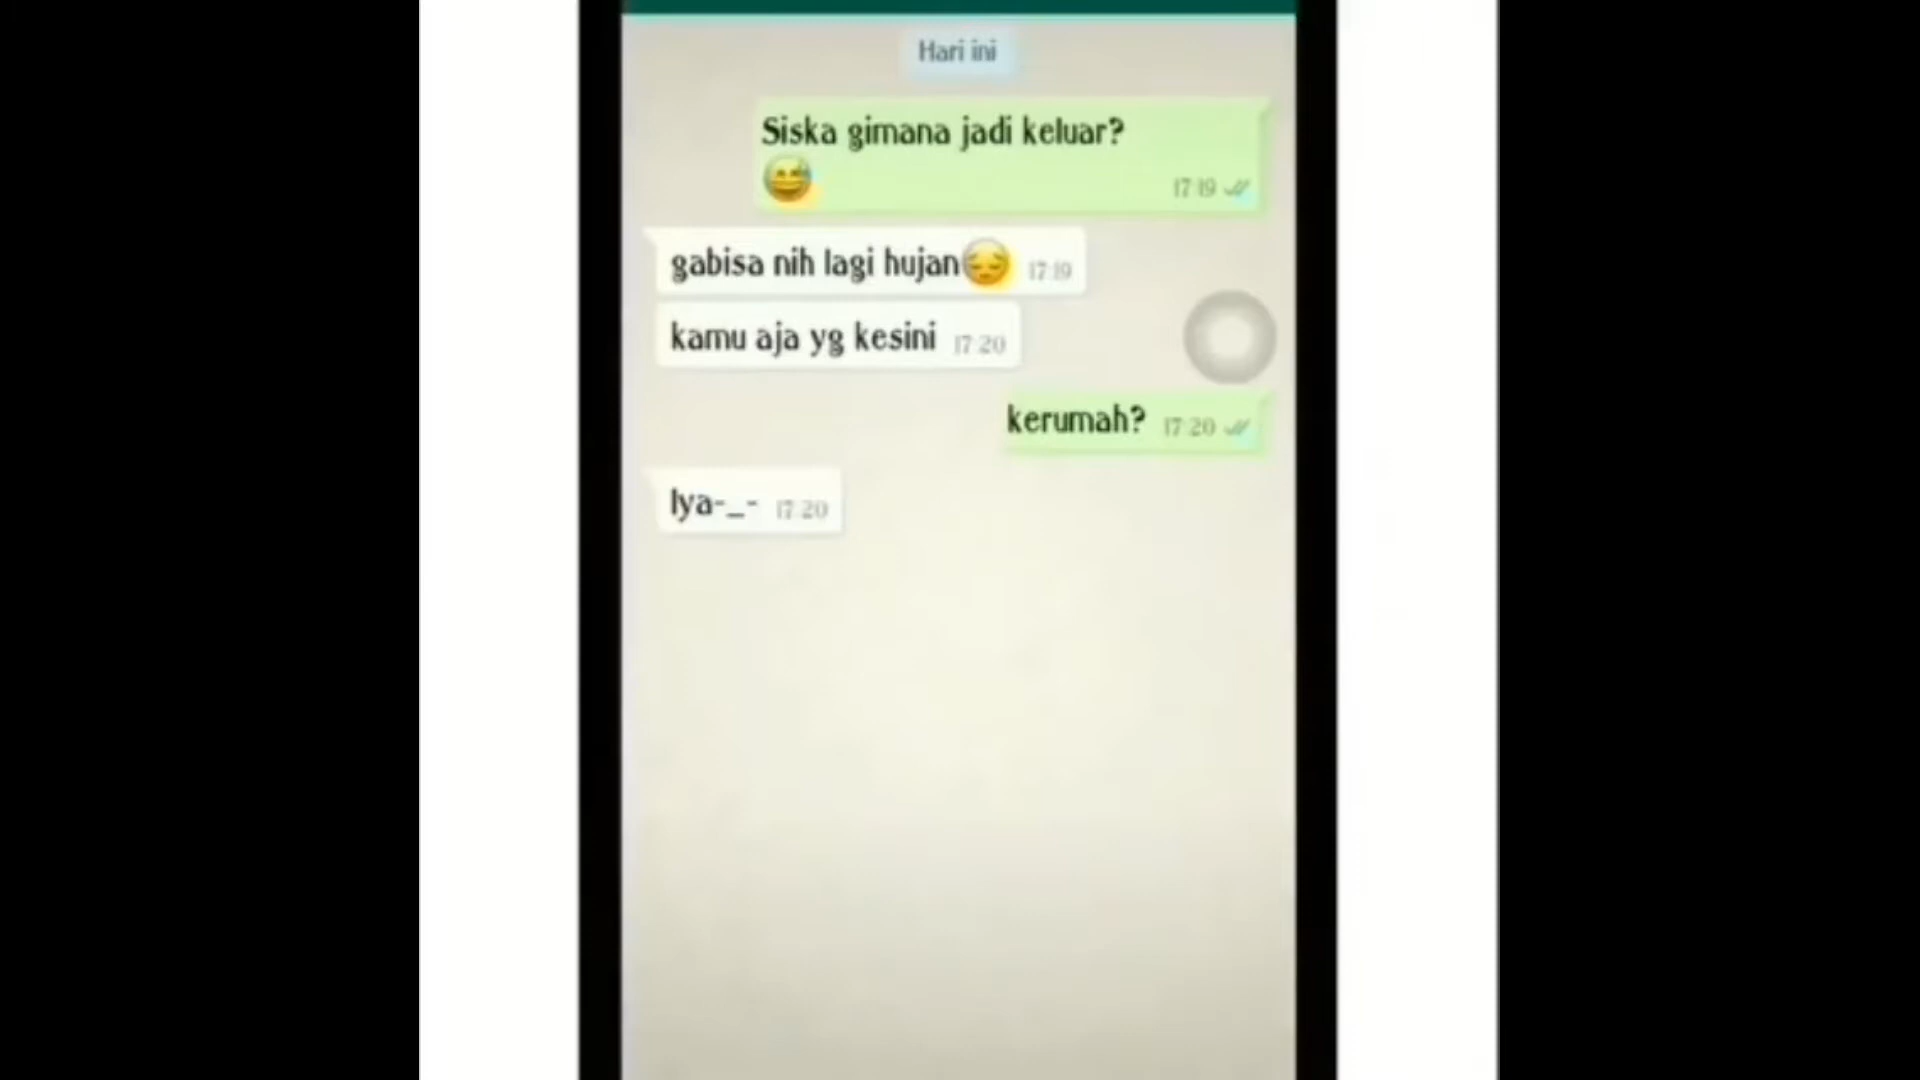 Hari ini
Siska gimana jadi keluar?
😅
17:19
gabisa nih lagi hujan😔 17:19
kamu aja yg kesini 17:20
kerumah? 17:20
Iya-_- 17:20